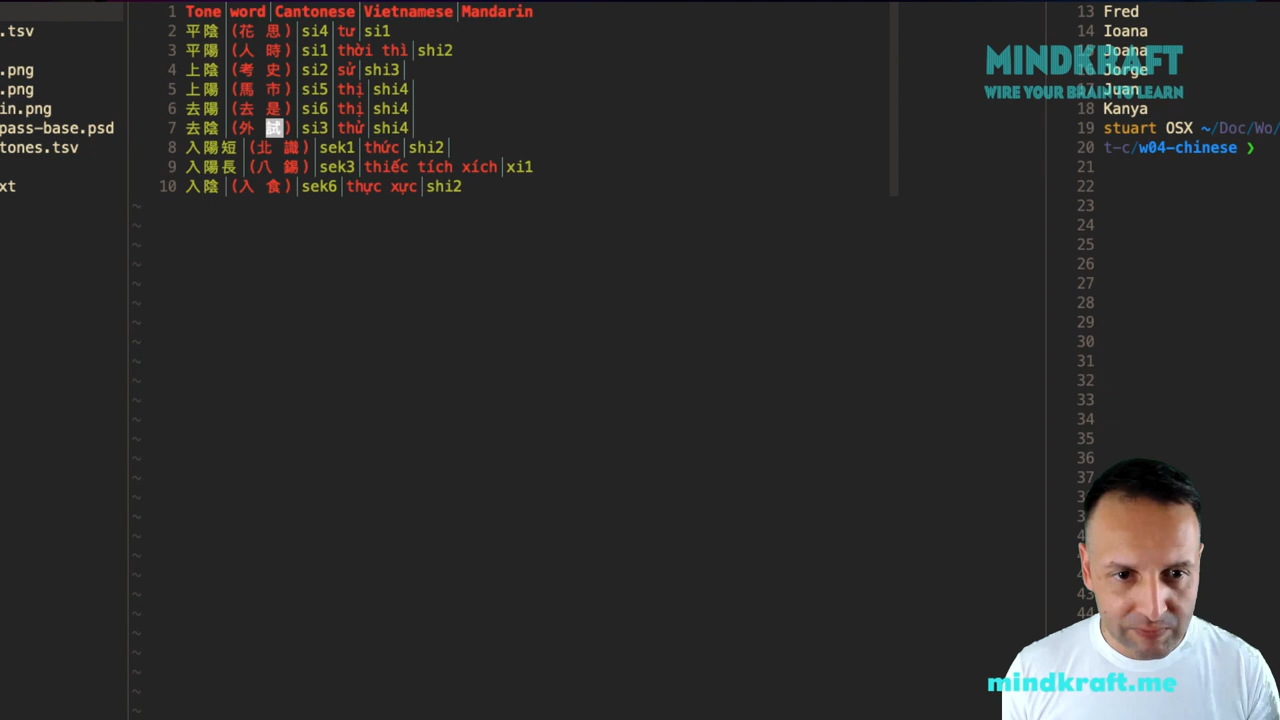 1 Tone word Cantonese Vietnamese Mandarin
.tsv 2 平陰 (花 思) si4 tư si1
3 平陽 (人 時) si1 thời thì shi2
.png 4 上陰 (考 史) si2 sử shi3
.png 5 上陽 (馬 市) si5 thị shi4
in.png 6 去陽 (去 是) si6 thị shi4
pass-base.psd 7 去陰 (外 試) si3 thử shi4
tones.tsv 8 入陽短 (北 識) sek1 thức shi2
9 入陽長 (八 錫) sek3 thiếc tích xích xi1
xt 10 入陰 (入 食) sek6 thực xực shi2
13 Fred
14 Ioana
15 Joana
16 Jorge
17 Juan
18 Kanya
19 stuart OSX ~/Doc/Wo/
20 t-c/w04-chinese ❯
21
22
23
24
25
26
27
28
29
30
31
32
33
34
35
36
37
43
44
MINDKRAFT
WIRE YOUR BRAIN TO LEARN
mindkraft.me